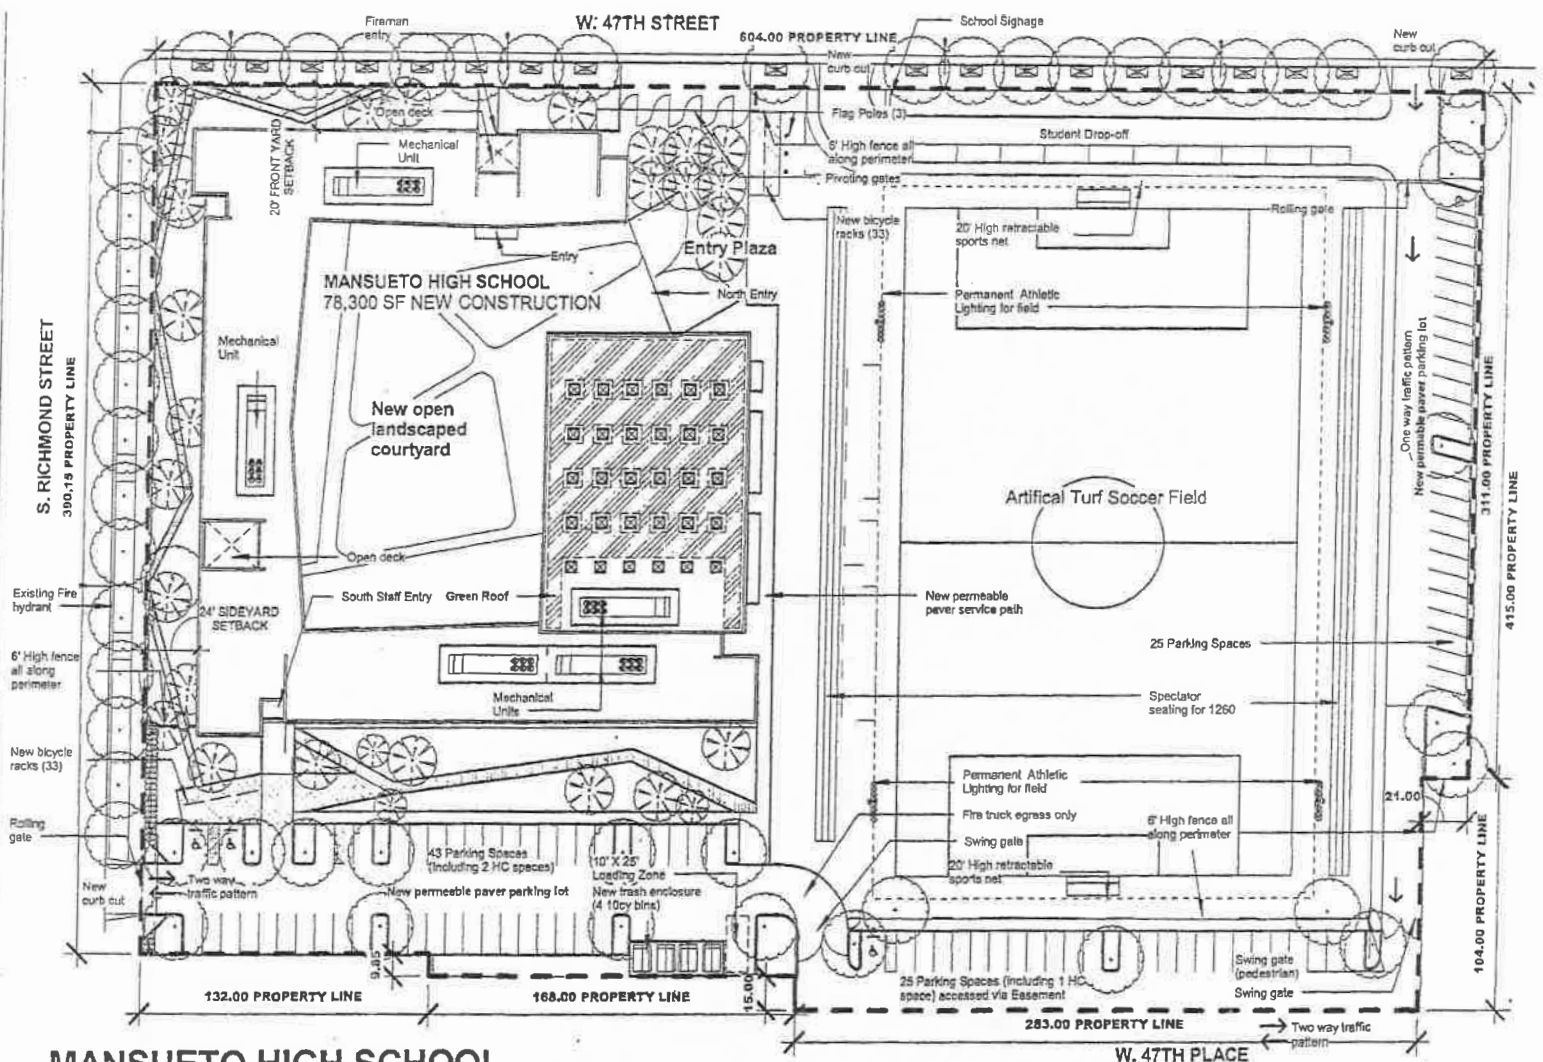 Fireman
entry
W. 47TH STREET
School Signage
604.00 PROPERTY LINE
New
curb cut
New
curb cut
Open deck
Flag Poles (3)
Student Drop-off
Mechanical
Unit
6' High fence all
along perimeter
Pivoting gates
20' FRONT YARD
SETBACK
New bicycle
racks (33)
Rolling gate
20' High retractable
sports net
Entry Plaza
Entry
MANSUETO HIGH SCHOOL
78,300 SF NEW CONSTRUCTION
North Entry
Permanent Athletic
Lighting for field
S. RICHMOND STREET
390.15 PROPERTY LINE
Mechanical
Unit
One way traffic pattern
New permeable paver parking lot
311.00 PROPERTY LINE
415.00 PROPERTY LINE
New open
landscaped
courtyard
Artifical Turf Soccer Field
Open deck
Existing Fire
hydrant
24' SIDEYARD
SETBACK
South Staff Entry
Green Roof
New permeable
paver service path
25 Parking Spaces
6' High fence
all along
perimeter
Mechanical
Units
Spectator
seating for 1260
New bicycle
racks (33)
Permanent Athletic
Lighting for field
21.00
Rolling
gate
Fire truck egress only
6' High fence all
along perimeter
Swing gate
43 Parking Spaces
(including 2 HC spaces)
10' X 25'
Loading Zone
20' High retractable
sports net
Two way
traffic pattern
New
curb cut
New permeable paver parking lot
New trash enclosure
(4 10cy bins)
104.00 PROPERTY LINE
9.85
Swing gate
(pedestrian)
Swing gate
25 Parking Spaces (including 1 HC
space) accessed via Easement
132.00 PROPERTY LINE
168.00 PROPERTY LINE
15.00
283.00 PROPERTY LINE
Two way traffic
pattern
W. 47TH PLACE
MANSUETO HIGH SCHOOL